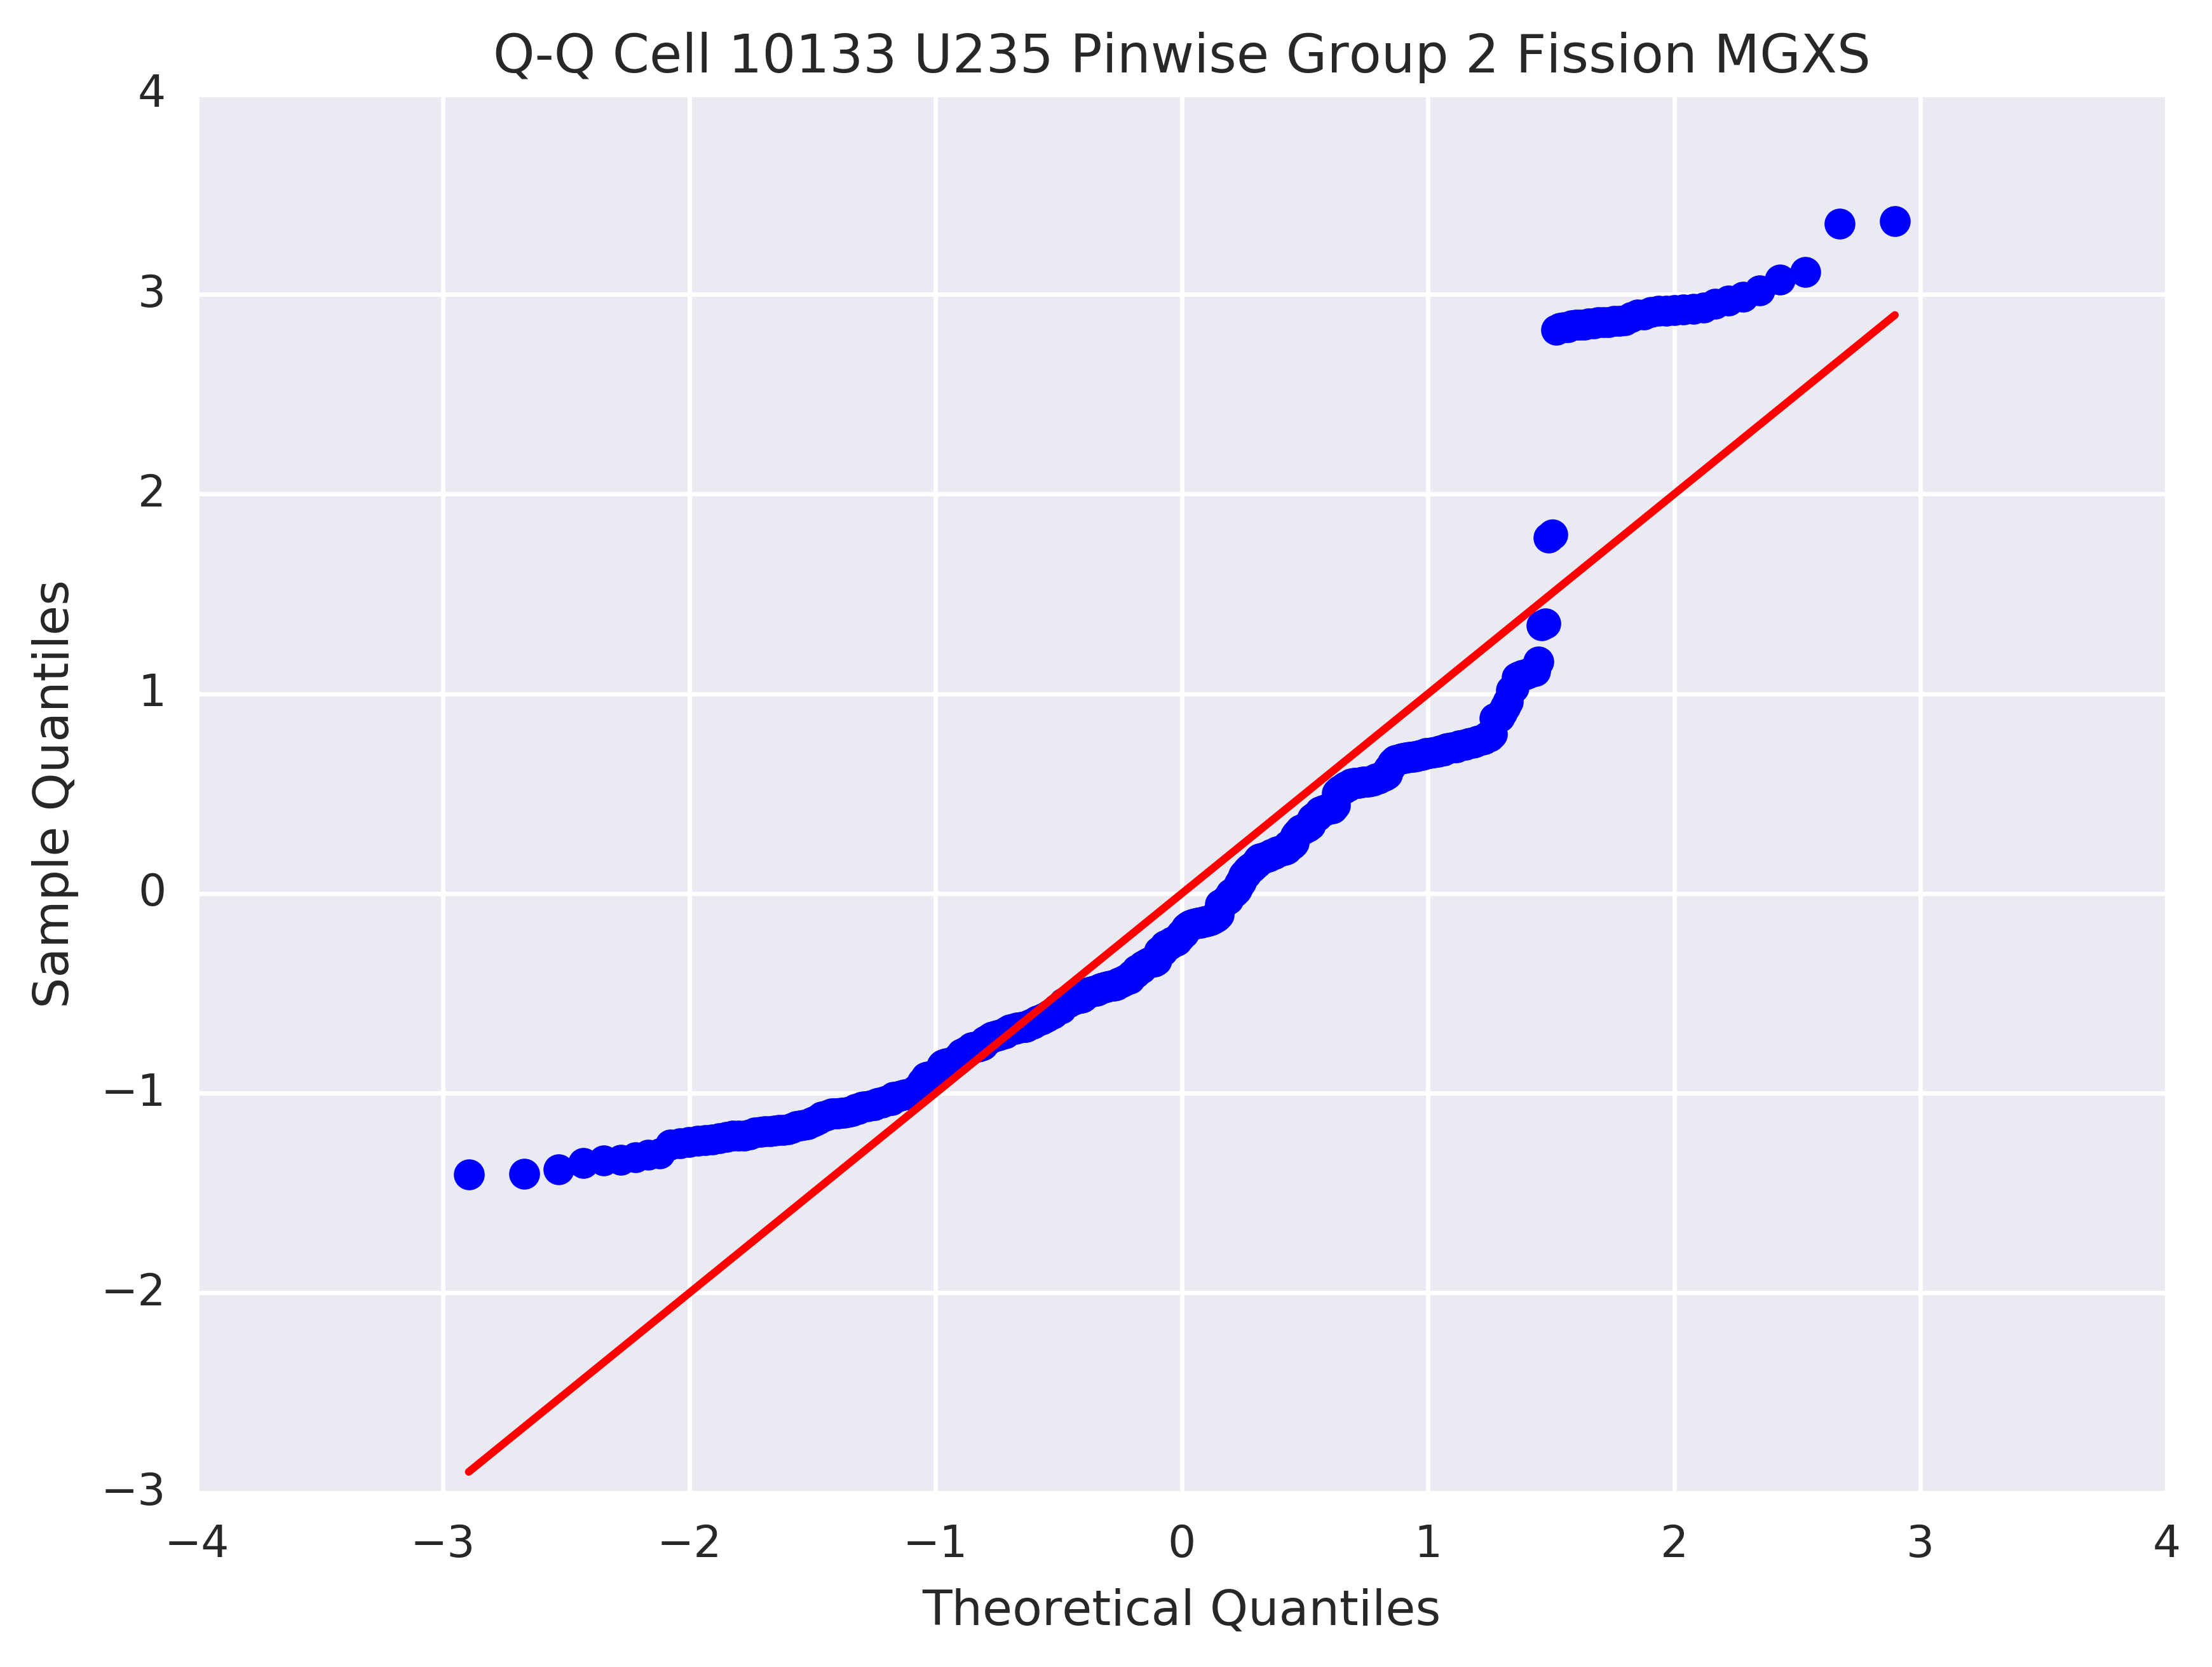 Q-Q Cell 10133 U235 Pinwise Group 2 Fission MGXS
4
3
2
1
0
−1
−2
−3
Sample Quantiles
−4 −3 −2 −1 0 1 2 3 4
Theoretical Quantiles